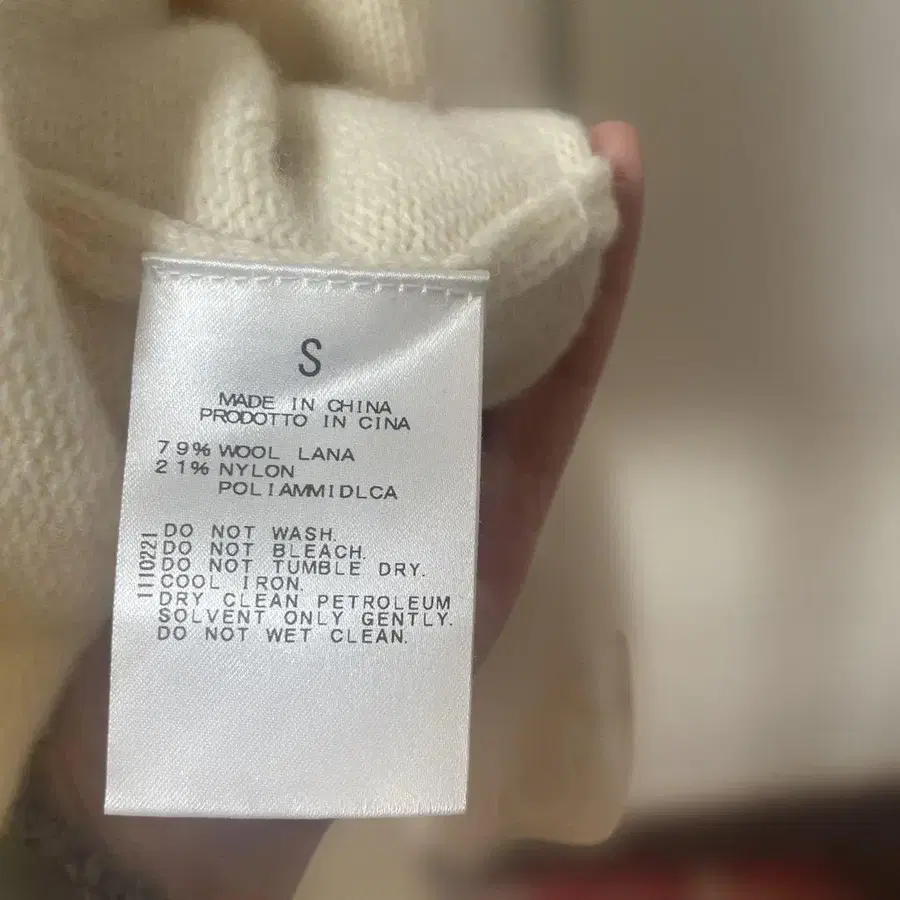 S
MADE IN CHINA
PRODOTTO IN CINA
79% WOOL LANA
21% NYLON
POLIAMMIDLCA
DO NOT WASH.
DO NOT BLEACH.
DO NOT TUMBLE DRY.
COOL IRON.
DRY CLEAN PETROLEUM
SOLVENT ONLY GENTLY.
DO NOT WET CLEAN.
1110221